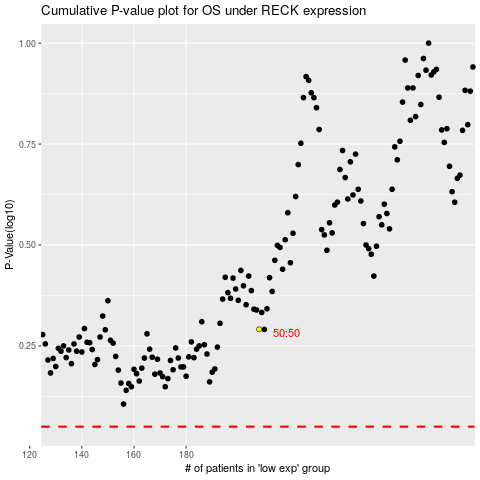 Cumulative P-value plot for OS under RECK expression
1.00
0.75
0.50
0.25
P-Value(log10)
50:50
120 140 160 180
# of patients in 'low exp' group